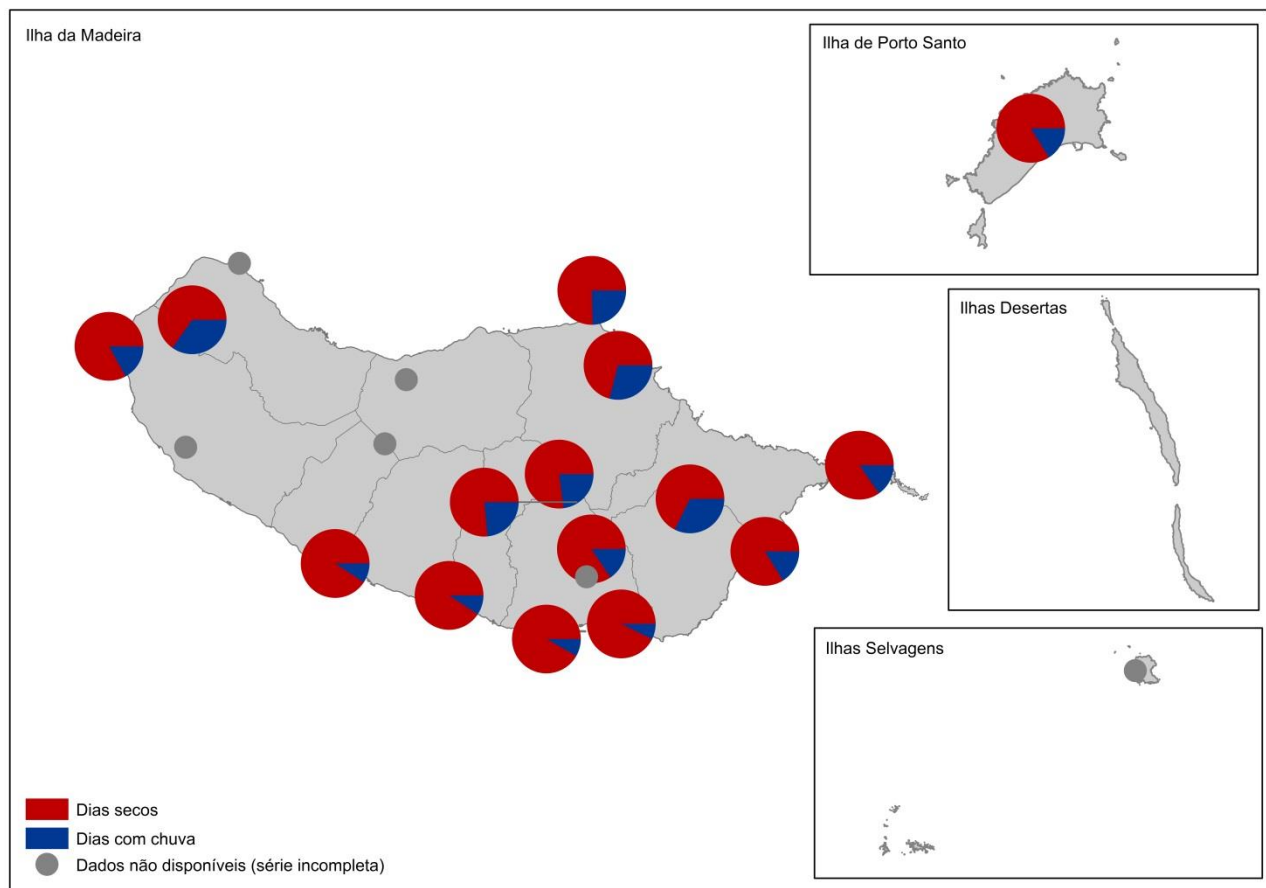 Ilha da Madeira
Ilha de Porto Santo
Ilhas Desertas
Ilhas Selvagens
Dias secos
Dias com chuva
Dados não disponíveis (série incompleta)